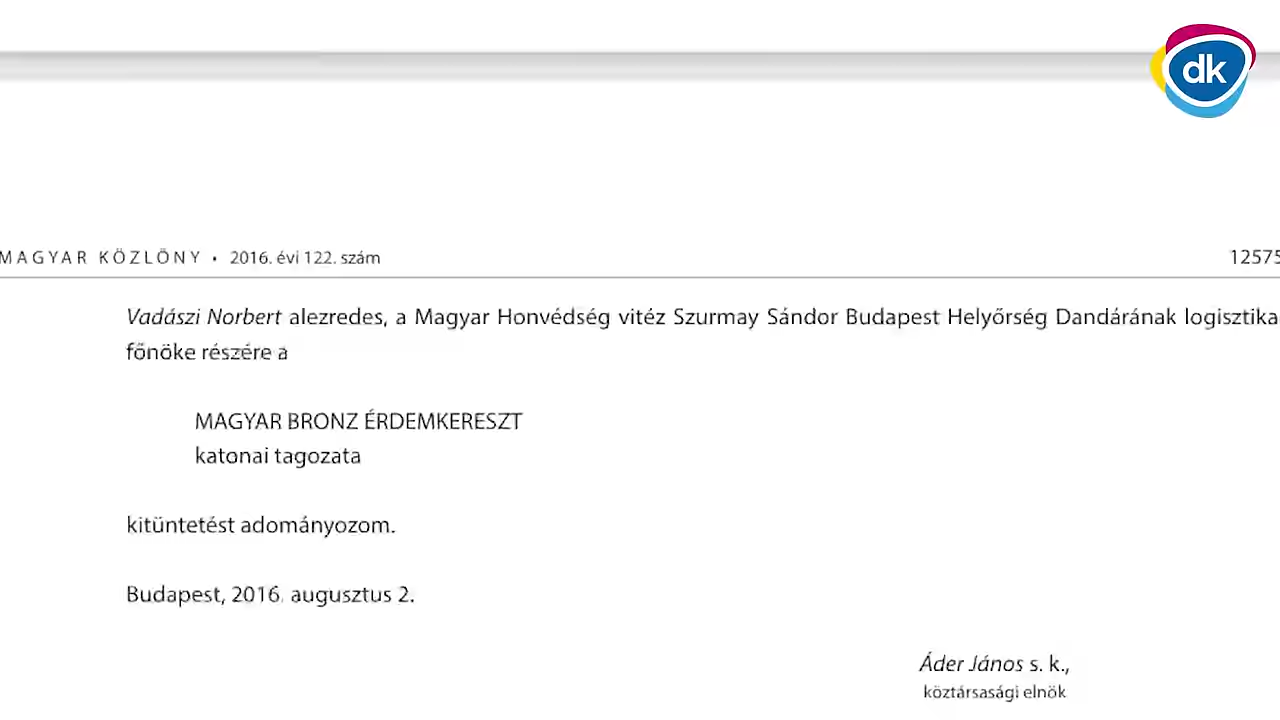 dk
MAGYAR KÖZLÖNY • 2016. évi 122. szám 12575
Vadászi Norbert alezredes, a Magyar Honvédség vitéz Szurmay Sándor Budapest Helyőrség Dandárának logisztika
főnöke részére a
MAGYAR BRONZ ÉRDEMKERESZT
katonai tagozata
kitüntetést adományozom.
Budapest, 2016. augusztus 2.
Áder János s. k.,
köztársasági elnök